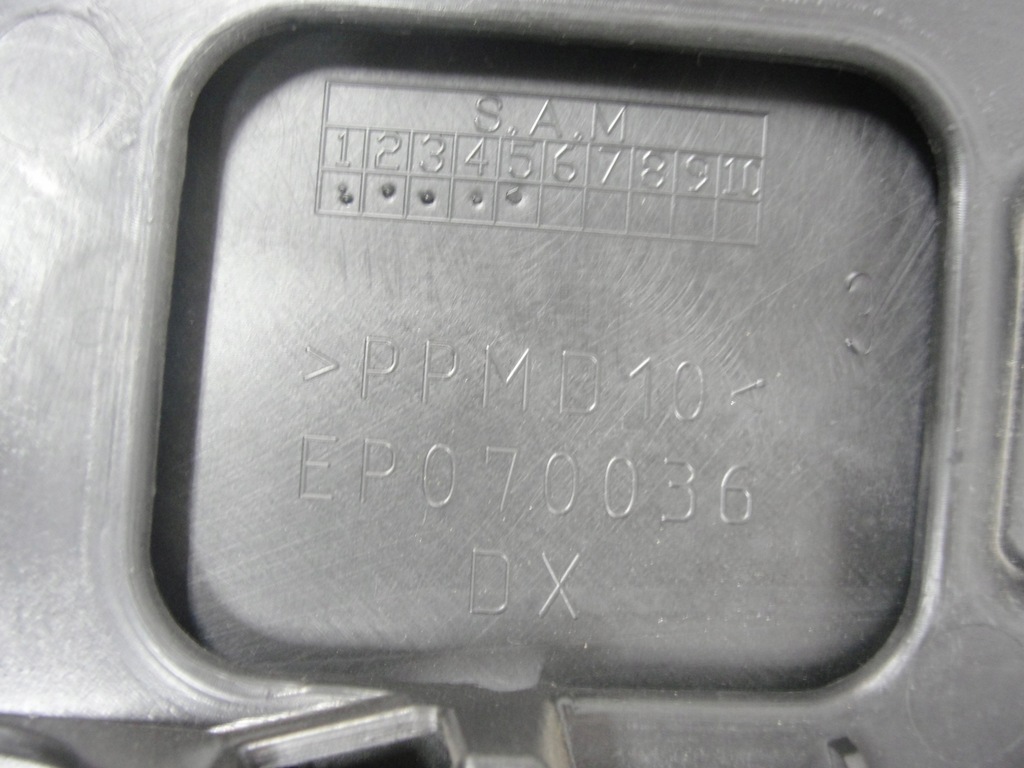 S.A.M
1 2 3 4 5 6 7 8 9 10
>PPMD10<
EP070036
DX